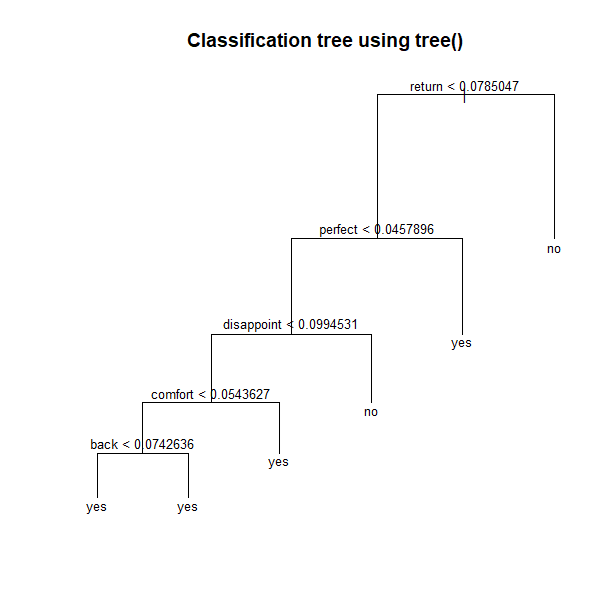 Classification tree using tree()
return < 0.0785047
perfect < 0.0457896
no
disappoint < 0.0994531
yes
comfort < 0.0543627
no
back < 0.0742636
yes
yes
yes